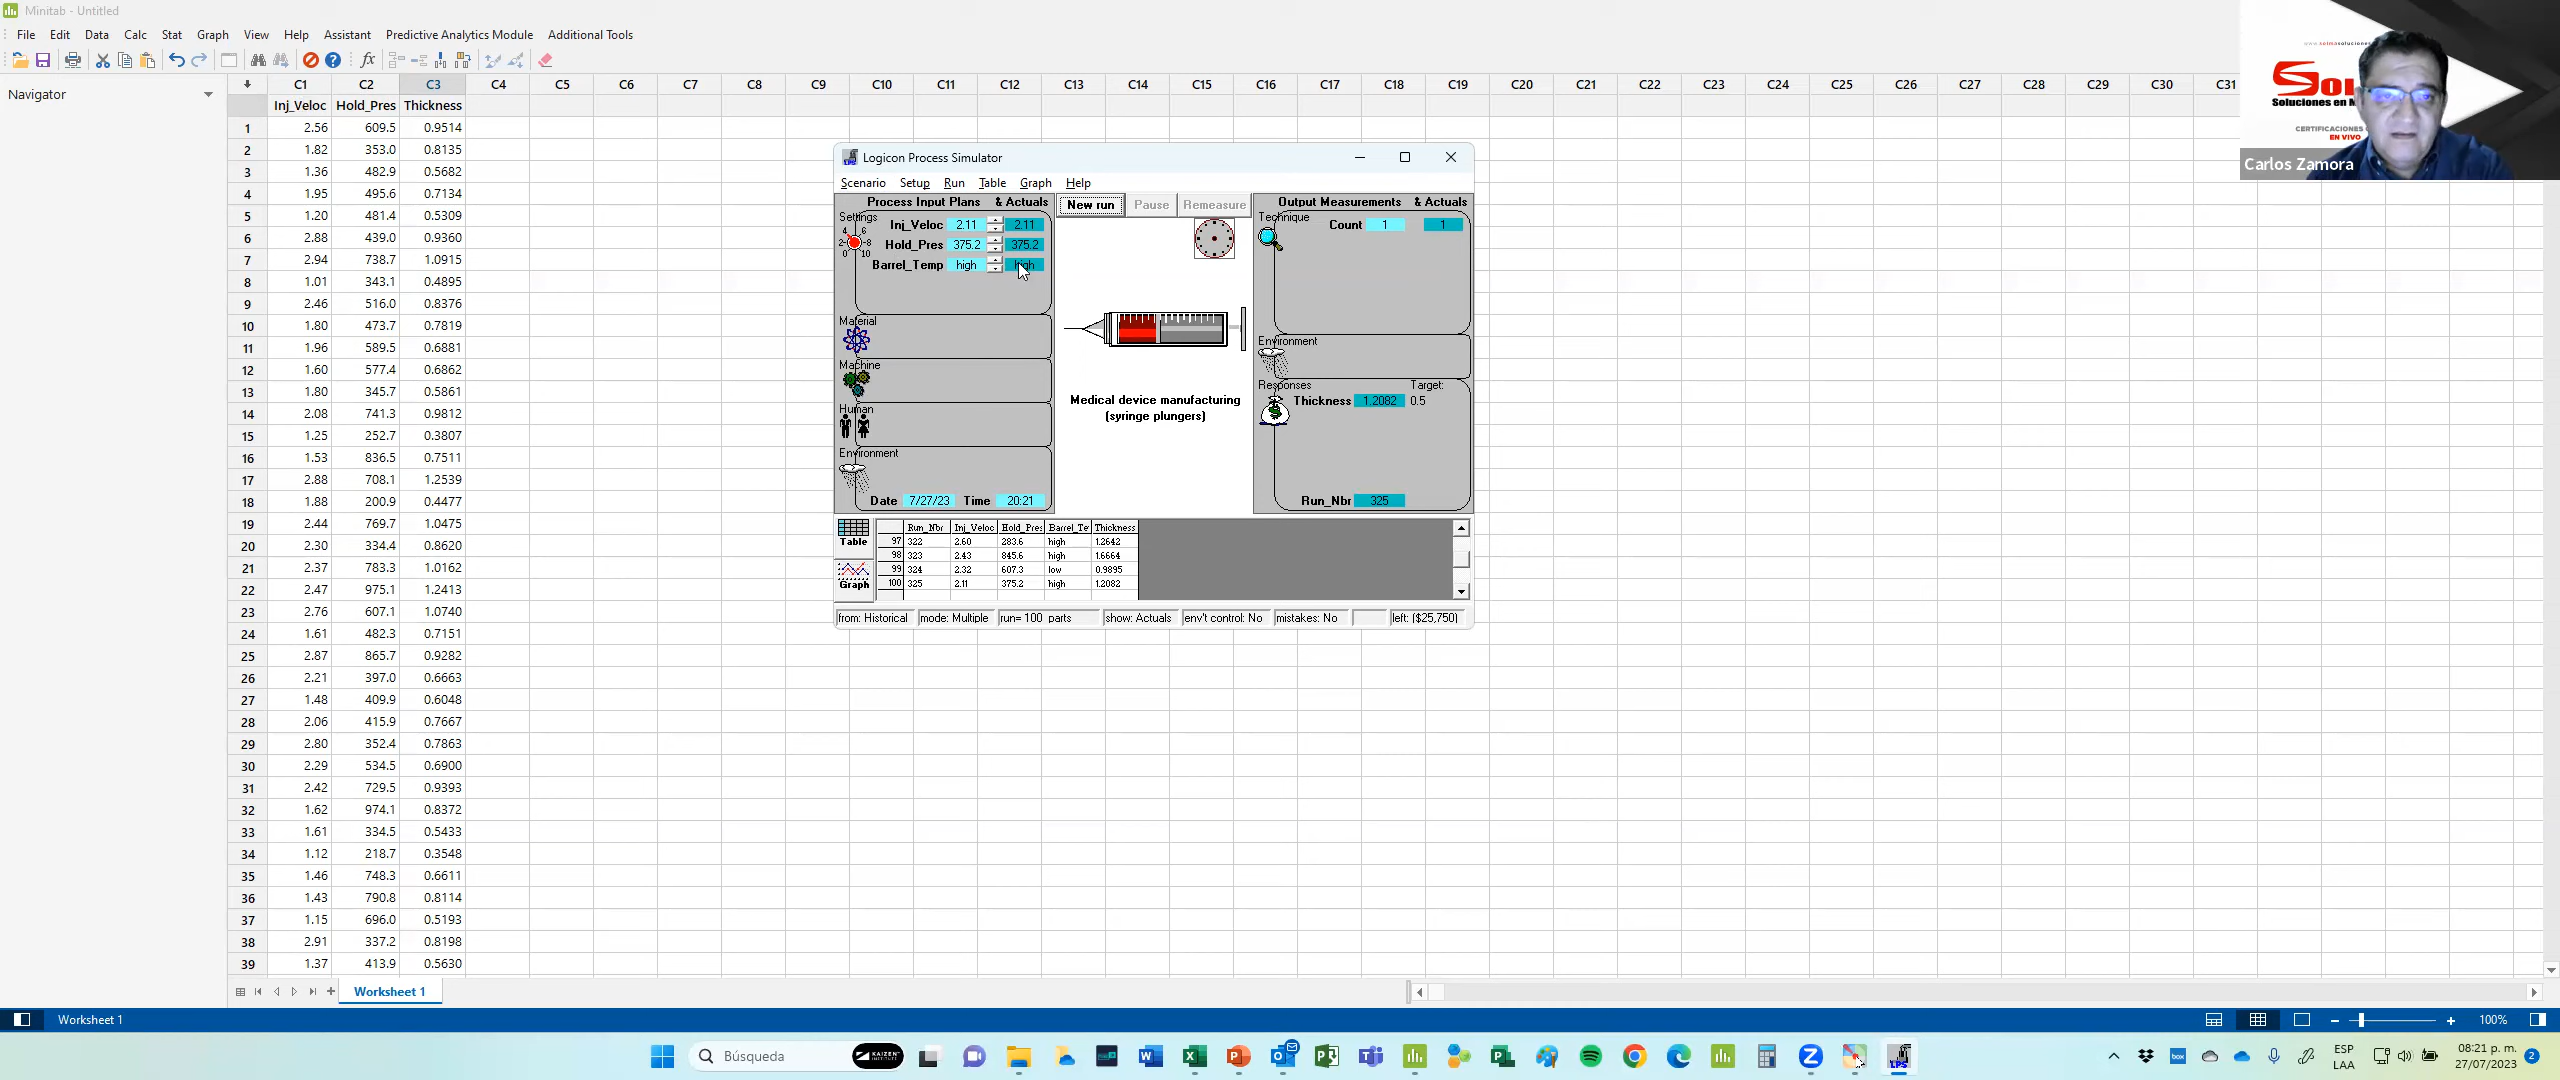 Minitab - Untitled
File Edit Data Calc Stat Graph View Help Assistant Predictive Analytics Module Additional Tools
Navigator
C1 C2 C3 C4 C5 C6 C7 C8 C9 C10 C11 C12 C13 C14 C15 C16 C17 C18 C19 C20 C21 C22 C23 C24 C25 C26 C27 C28 C29 C30 C31
Inj_Veloc Hold_Pres Thickness
1 2.56 609.5 0.9514
2 1.82 353.0 0.8135
3 1.36 482.9 0.5682
4 1.95 495.6 0.7134
5 1.20 481.4 0.5309
6 2.88 439.0 0.9360
7 2.94 738.7 1.0915
8 1.01 343.1 0.4895
9 2.46 516.0 0.8376
10 1.80 473.7 0.7819
11 1.96 589.5 0.6881
12 1.60 577.4 0.6862
13 1.80 345.7 0.5861
14 2.08 741.3 0.9812
15 1.25 252.7 0.3807
16 1.53 836.5 0.7511
17 2.88 708.1 1.2539
18 1.88 200.9 0.4477
19 2.44 769.7 1.0475
20 2.30 334.4 0.8620
21 2.37 783.3 1.0162
22 2.47 975.1 1.2413
23 2.76 607.1 1.0740
24 1.61 482.3 0.7151
25 2.87 865.7 0.9282
26 2.21 397.0 0.6663
27 1.48 409.9 0.6048
28 2.06 415.9 0.7667
29 2.80 352.4 0.7863
30 2.29 534.5 0.6900
31 2.42 729.5 0.9393
32 1.62 974.1 0.8372
33 1.61 334.5 0.5433
34 1.12 218.7 0.3548
35 1.46 748.3 0.6611
36 1.43 790.8 0.8114
37 1.15 696.0 0.5193
38 2.91 337.2 0.8198
39 1.37 413.9 0.5630
Logicon Process Simulator
Scenario Setup Run Table Graph Help
Process Input Plans & Actuals
New run Pause Remeasure
Output Measurements & Actuals
Settings
4 6
2 8
0 10
Inj_Veloc 2.11 2.11
Hold_Pres 375.2 375.2
Barrel_Temp high high
Technique
Count 1 1
Material
Machine
Human
Environment
Date 7/27/23 Time 20:21
Medical device manufacturing
(syringe plungers)
Environment
Responses Target:
Thickness 1.2082 0.5
Run_Nbr 325
Table
Graph
Run_Nbr Inj_Veloc Hold_Pres Barrel_Te Thickness
97 322 2.60 283.6 high 1.2642
98 323 2.43 845.6 high 1.6664
99 324 2.32 607.3 low 0.9895
100 325 2.11 375.2 high 1.2082
from: Historical mode: Multiple run= 100 parts show: Actuals env't control: No mistakes: No left: ($25,750)
Soluciones en M
CERTIFICACIONES
EN VIVO
Carlos Zamora
Worksheet 1
Worksheet 1
100%
Búsqueda
KAIZEN
LPS
box
ESP
LAA
08:21 p. m.
27/07/2023
2